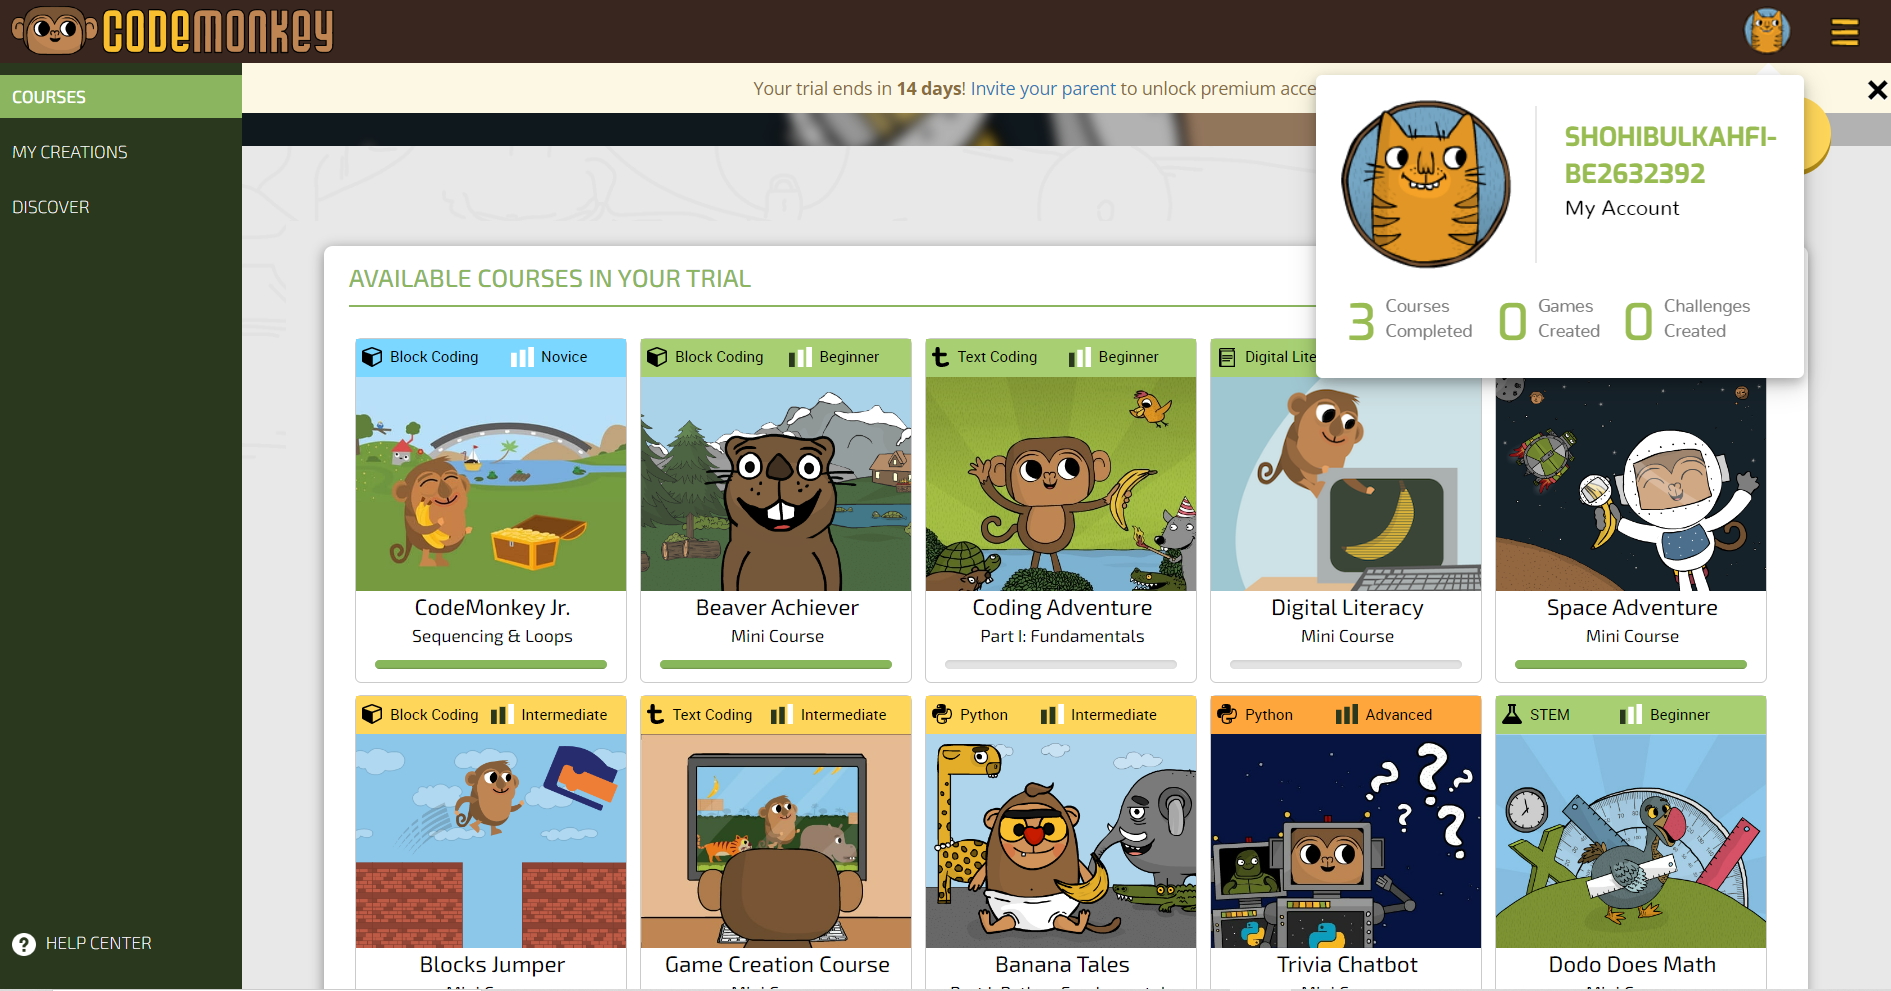 CODEMONKEY
COURSES
MY CREATIONS
DISCOVER
HELP CENTER
Your trial ends in 14 days! Invite your parent to unlock premium acce
SHOHIBULKAHFI-
BE2632392
My Account
3 Courses Completed
0 Games Created
0 Challenges Created
AVAILABLE COURSES IN YOUR TRIAL
Block Coding Novice
CodeMonkey Jr.
Sequencing & Loops
Block Coding Beginner
Beaver Achiever
Mini Course
Text Coding Beginner
Coding Adventure
Part I: Fundamentals
Digital Lite
Digital Literacy
Mini Course
Space Adventure
Mini Course
Block Coding Intermediate
Blocks Jumper
Text Coding Intermediate
Game Creation Course
Python Intermediate
Banana Tales
Python Advanced
Trivia Chatbot
STEM Beginner
Dodo Does Math